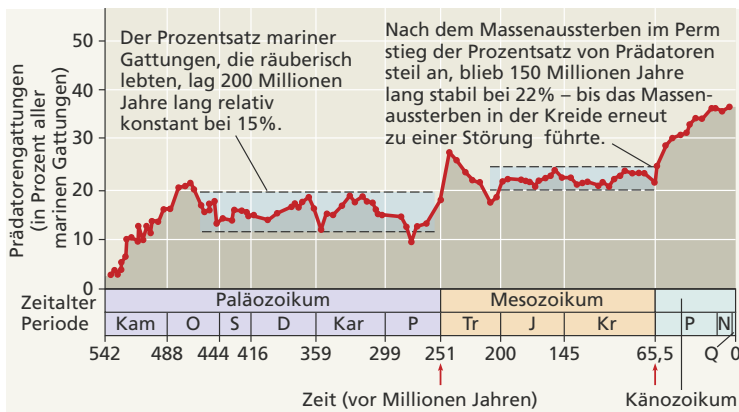 50
40
30
20
10
0
Prädatorengattungen
(in Prozent aller
marinen Gattungen)
Der Prozentsatz mariner
Gattungen, die räuberisch
lebten, lag 200 Millionen
Jahre lang relativ
konstant bei 15%.
Nach dem Massenaussterben im Perm
stieg der Prozentsatz von Prädatoren
steil an, blieb 150 Millionen Jahre
lang stabil bei 22% – bis das Massen-
aussterben in der Kreide erneut
zu einer Störung führte.
Zeitalter Paläozoikum Mesozoikum
Periode Kam O S D Kar P Tr J Kr P N
542 488 444 416 359 299 251 200 145 65,5 Q 0
Zeit (vor Millionen Jahren) Känozoikum